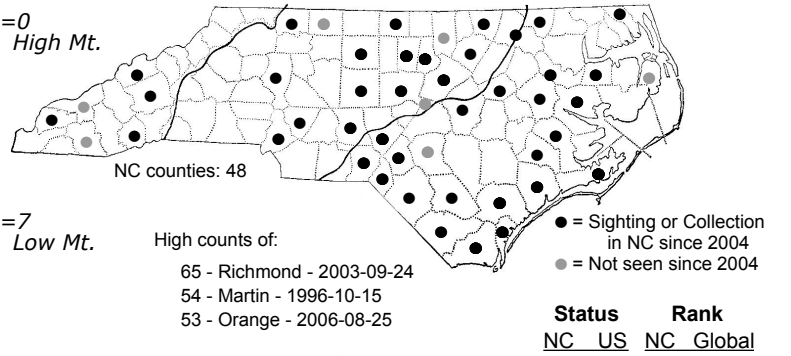 =0
High Mt.
NC counties: 48
=7
Low Mt.
High counts of:
65 - Richmond - 2003-09-24
54 - Martin - 1996-10-15
53 - Orange - 2006-08-25
= Sighting or Collection
in NC since 2004
= Not seen since 2004
Status Rank
NC US NC Global